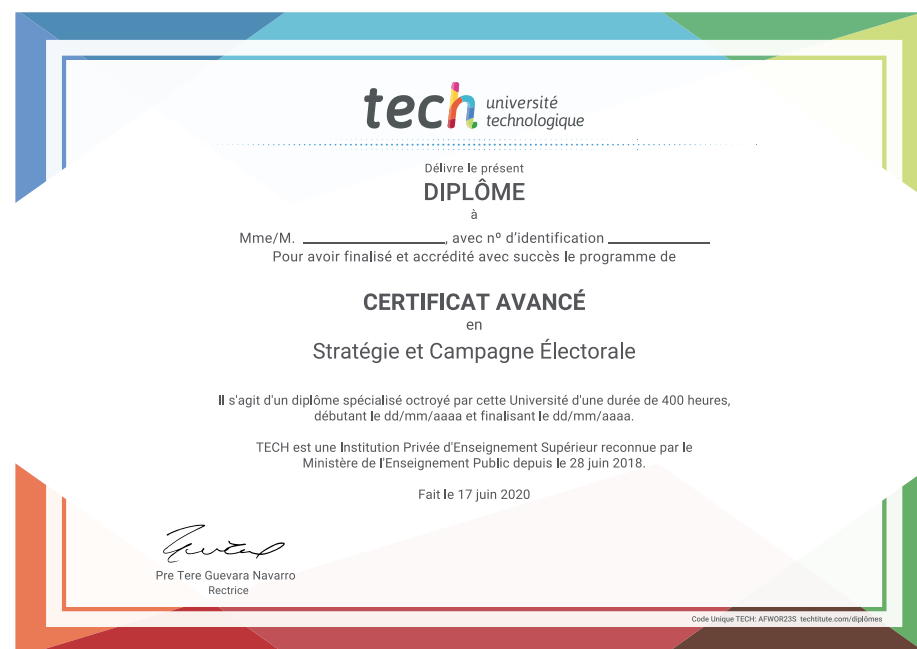 tech université
technologique
Délivre le présent
DIPLÔME
à
Mme/M. ____________________, avec nº d'identification ______________
Pour avoir finalisé et accrédité avec succès le programme de
CERTIFICAT AVANCÉ
en
Stratégie et Campagne Électorale
Il s'agit d'un diplôme spécialisé octroyé par cette Université d'une durée de 400 heures,
débutant le dd/mm/aaaa et finalisant le dd/mm/aaaa.
TECH est une Institution Privée d'Enseignement Supérieur reconnue par le
Ministère de l'Enseignement Public depuis le 28 juin 2018.
Fait le 17 juin 2020
Pre Tere Guevara Navarro
Rectrice
Code Unique TECH: AFWOR23S techtitute.com/diplômes